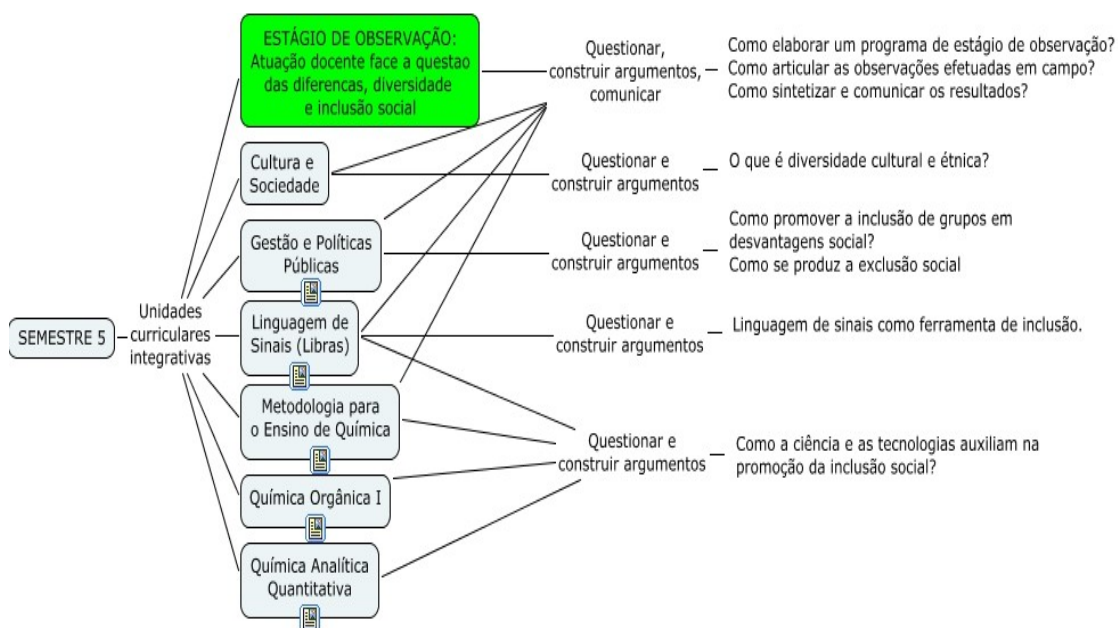 SEMESTRE 5
Unidades
curriculares
integrativas
ESTÁGIO DE OBSERVAÇÃO:
Atuação docente face a questao
das diferencas, diversidade
e inclusão social
Questionar,
construir argumentos,
comunicar
Como elaborar um programa de estágio de observação?
Como articular as observações efetuadas em campo?
Como sintetizar e comunicar os resultados?
Cultura e
Sociedade
Questionar e
construir argumentos
O que é diversidade cultural e étnica?
Gestão e Políticas
Públicas
Questionar e
construir argumentos
Como promover a inclusão de grupos em
desvantagens social?
Como se produz a exclusão social
Linguagem de
Sinais (Libras)
Questionar e
construir argumentos
Linguagem de sinais como ferramenta de inclusão.
Metodologia para
o Ensino de Química
Questionar e
construir argumentos
Como a ciência e as tecnologias auxiliam na
promoção da inclusão social?
Química Orgânica I
Química Analítica
Quantitativa